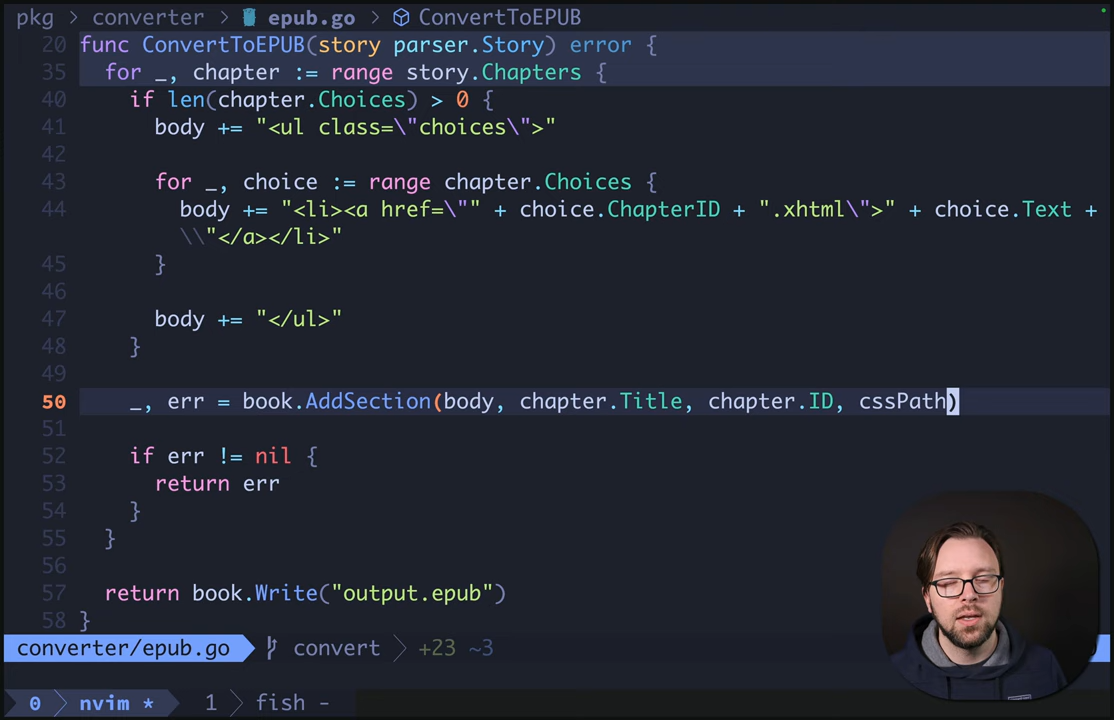 pkg > converter > epub.go > ConvertToEPUB
20 func ConvertToEPUB(story parser.Story) error {
35 for _, chapter := range story.Chapters {
40 if len(chapter.Choices) > 0 {
41 body += "<ul class=\"choices\">"
42
43 for _, choice := range chapter.Choices {
44 body += "<li><a href=\"" + choice.ChapterID + ".xhtml\">" + choice.Text +
\\"</a></li>"
45 }
46
47 body += "</ul>"
48 }
49
50 _, err = book.AddSection(body, chapter.Title, chapter.ID, cssPath)
51
52 if err != nil {
53 return err
54 }
55 }
56
57 return book.Write("output.epub")
58 }
converter/epub.go convert +23 ~3
0 nvim * 1 fish -